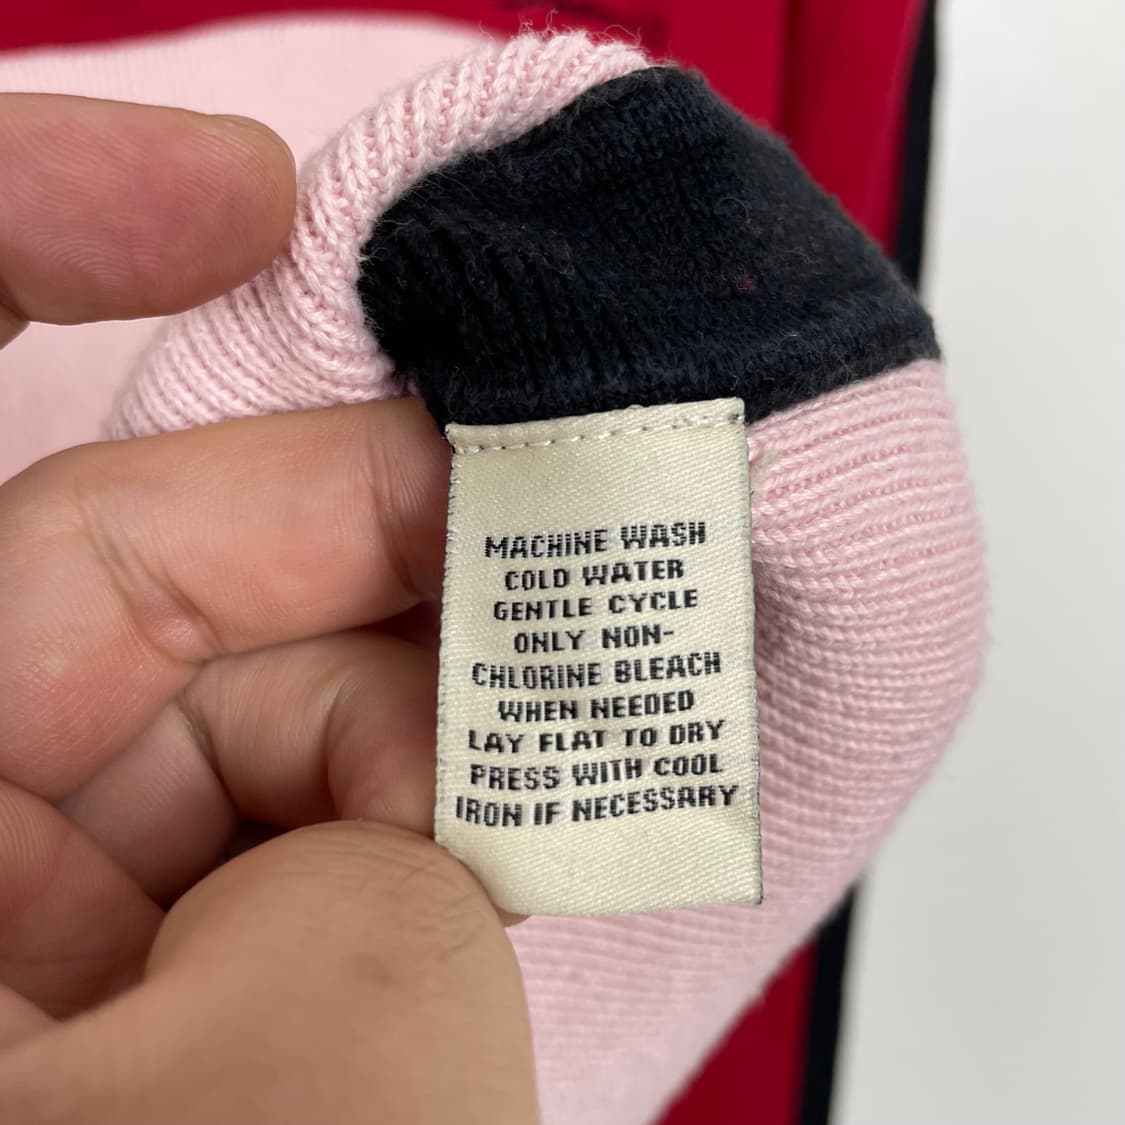 MACHINE WASH
COLD WATER
GENTLE CYCLE
ONLY NON-
CHLORINE BLEACH
WHEN NEEDED
LAY FLAT TO DRY
PRESS WITH COOL
IRON IF NECESSARY